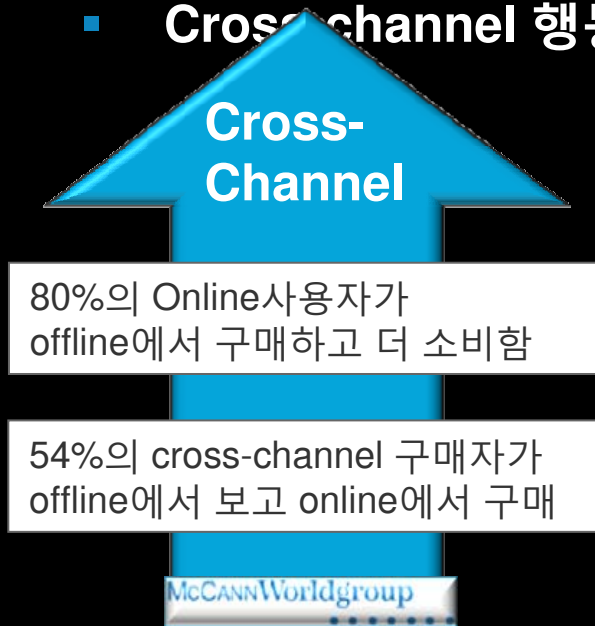 Cross-channel
Cross-
Channel
80%의 Online사용자가
offline에서 구매하고 더 소비함
54%의 cross-channel 구매자가
offline에서 보고 online에서 구매
McCANNWorldgroup